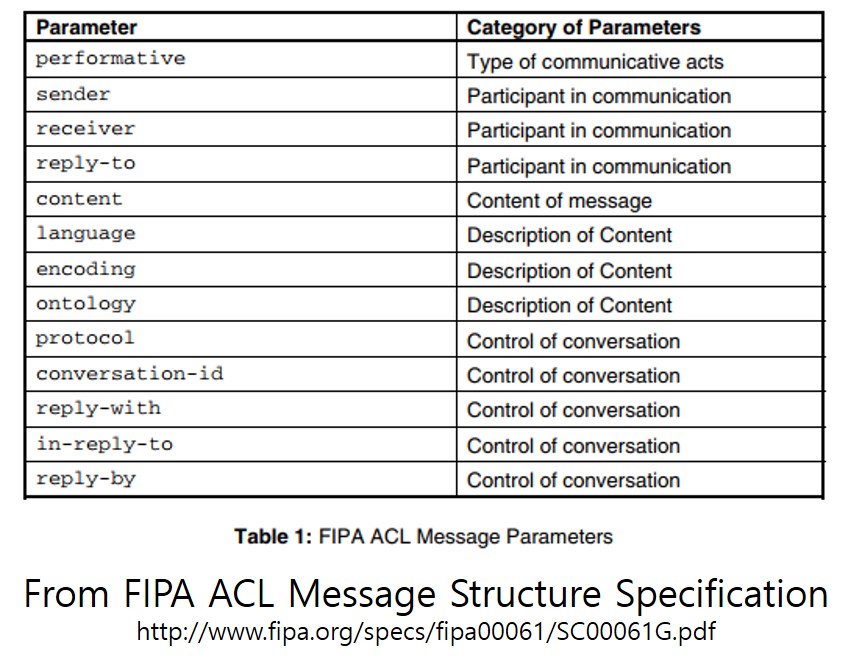 Parameter Category of Parameters
performative Type of communicative acts
sender Participant in communication
receiver Participant in communication
reply-to Participant in communication
content Content of message
language Description of Content
encoding Description of Content
ontology Description of Content
protocol Control of conversation
conversation-id Control of conversation
reply-with Control of conversation
in-reply-to Control of conversation
reply-by Control of conversation
Table 1: FIPA ACL Message Parameters
From FIPA ACL Message Structure Specification
http://www.fipa.org/specs/fipa00061/SC00061G.pdf